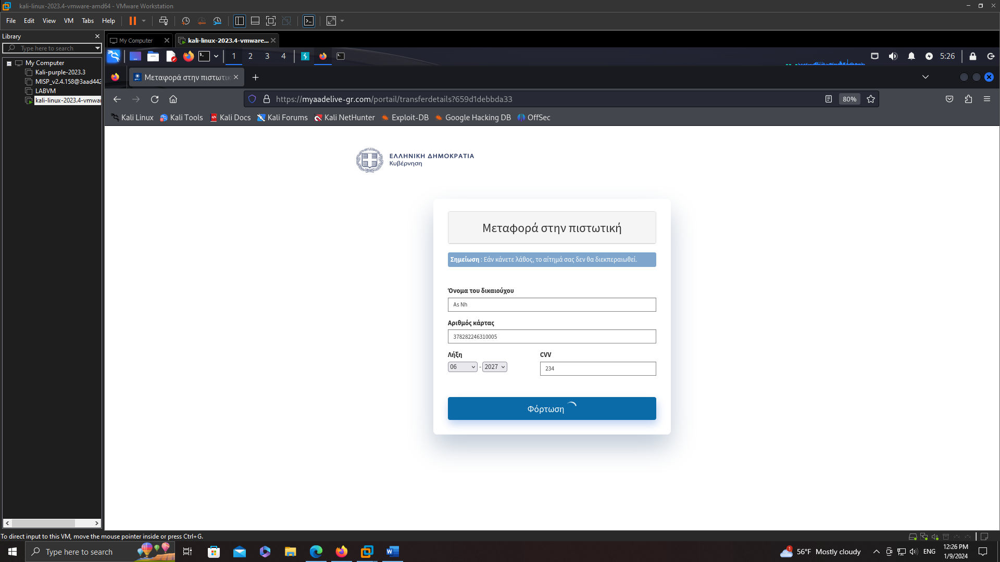 kali-linux-2023.4-vmware-amd64 - VMware Workstation
File Edit View VM Tabs Help
Library
Type here to search
My Computer
Kali-purple-2023.3
MISP_v2.4.158@3aad442
LABVM
kali-linux-2023.4-vmwar
My Computer
kali-linux-2023.4-vmware...
1 2 3 4
5:26
Μεταφορά στην πιστωτικ
https://myaadelive-gr.com/portail/transferdetails?659d1debbda33
80%
Kali Linux Kali Tools Kali Docs Kali Forums Kali NetHunter Exploit-DB Google Hacking DB OffSec
ΕΛΛΗΝΙΚΗ ΔΗΜΟΚΡΑΤΙΑ
Κυβέρνηση
Μεταφορά στην πιστωτική
Σημείωση : Εάν κάνετε λάθος, το αίτημά σας δεν θα διεκπεραιωθεί.
Όνομα του δικαιούχου
As Nh
Αριθμός κάρτας
378282246310005
Λήξη
CVV
06 - 2027
234
Φόρτωση
To direct input to this VM, move the mouse pointer inside or press Ctrl+G.
Type here to search
1
56°F Mostly cloudy
ENG
12:26 PM
1/9/2024